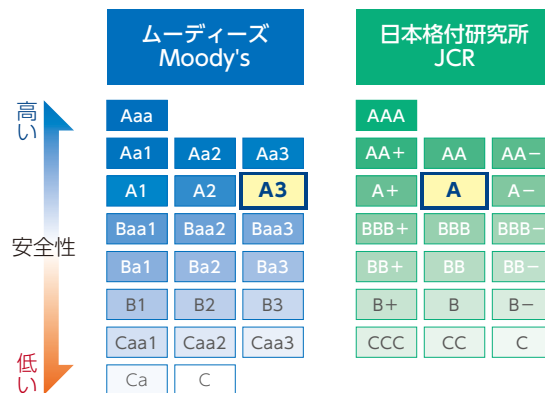 ムーディーズ
Moody's
日本格付研究所
JCR
高い
安全性
低い
Aaa
Aa1 Aa2 Aa3
A1 A2 A3
Baa1 Baa2 Baa3
Ba1 Ba2 Ba3
B1 B2 B3
Caa1 Caa2 Caa3
Ca C
AAA
AA+ AA AA−
A+ A A−
BBB+ BBB BBB−
BB+ BB BB−
B+ B B−
CCC CC C